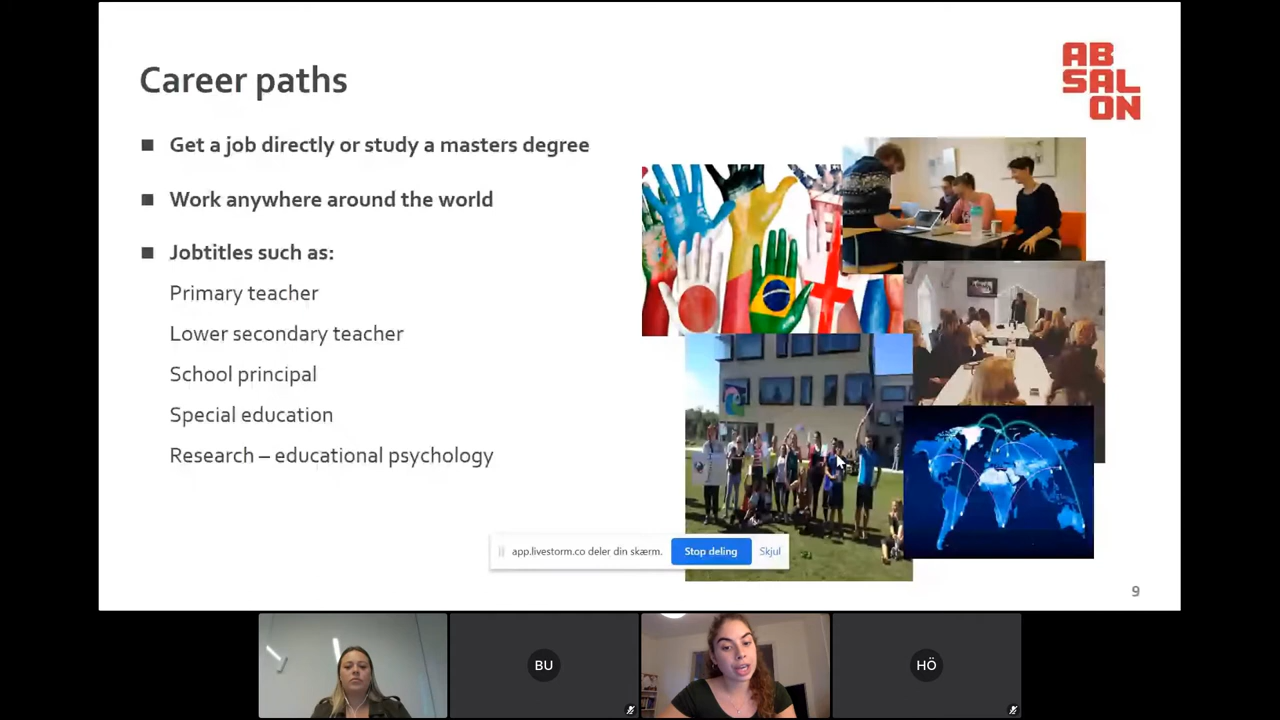 Career paths
AB
SAL
ON
■ Get a job directly or study a masters degree
■ Work anywhere around the world
■ Jobtitles such as:
Primary teacher
Lower secondary teacher
School principal
Special education
Research – educational psychology
app.livestorm.co deler din skærm.
Stop deling
Skjul
9
BU
HÖ